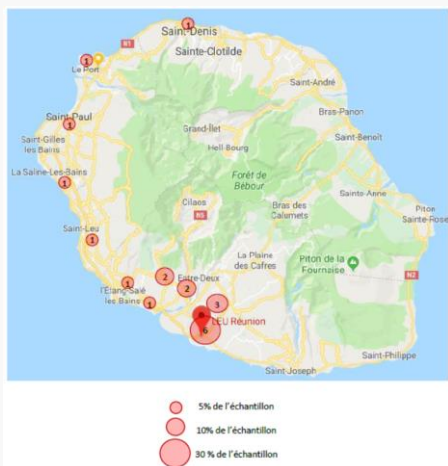 1
Saint-Denis
N1
Sainte-Clotilde
1
Le Port
Saint-André
1
Saint-Paul
Bras-Panon
Grand-Îlet
Saint-Gilles
les Bains
Hell-Bourg
Saint-Benoît
La Saline-Les-Bains
1
Forêt de
Bébour
Sainte-Anne
Cilaos
Bras des
Calumets
Piton
Sainte-Rose
N5
Saint-Leu
1
La Plaine
des Cafres
Piton de la
Fournaise
N2
2
Entre-Deux
1
2
l'Étang-Salé
les Bains
1
3
LEU Réunion
6
Saint-Philippe
Saint-Joseph
5% de l'échantillon
10% de l'échantillon
30 % de l'échantillon